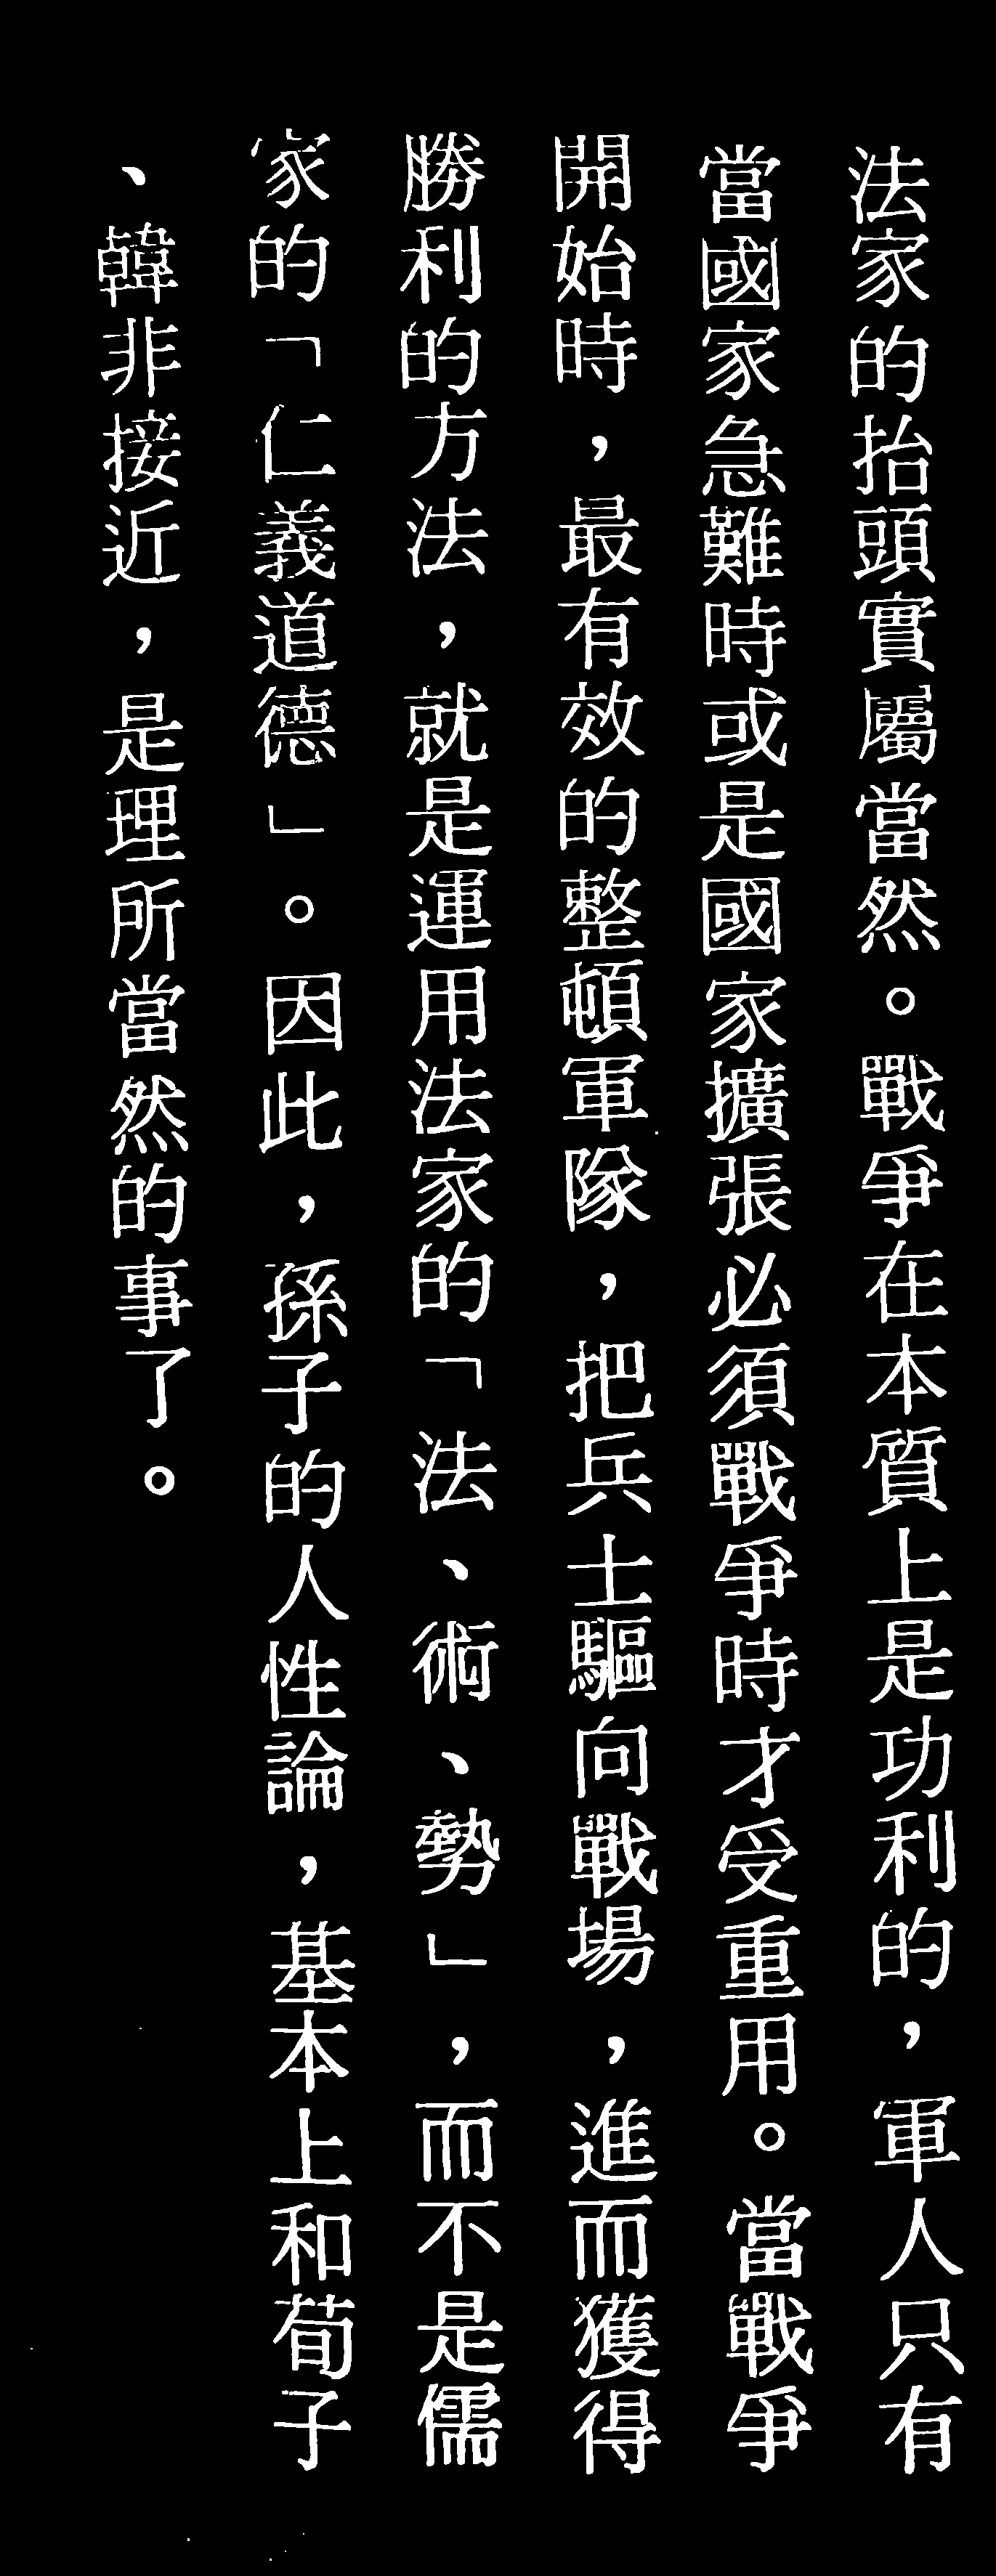 法家的抬頭實屬當然。戰爭在本質上是功利的，軍人只有
當國家急難時或是國家擴張必須戰爭時才受重用。當戰爭
開始時，最有效的整頓軍隊，把兵士驅向戰場，進而獲得
勝利的方法，就是運用法家的「法、術、勢」，而不是儒
家的「仁義道德」。因此，孫子的人性論，基本上和荀子
、韓非接近，是理所當然的事了。